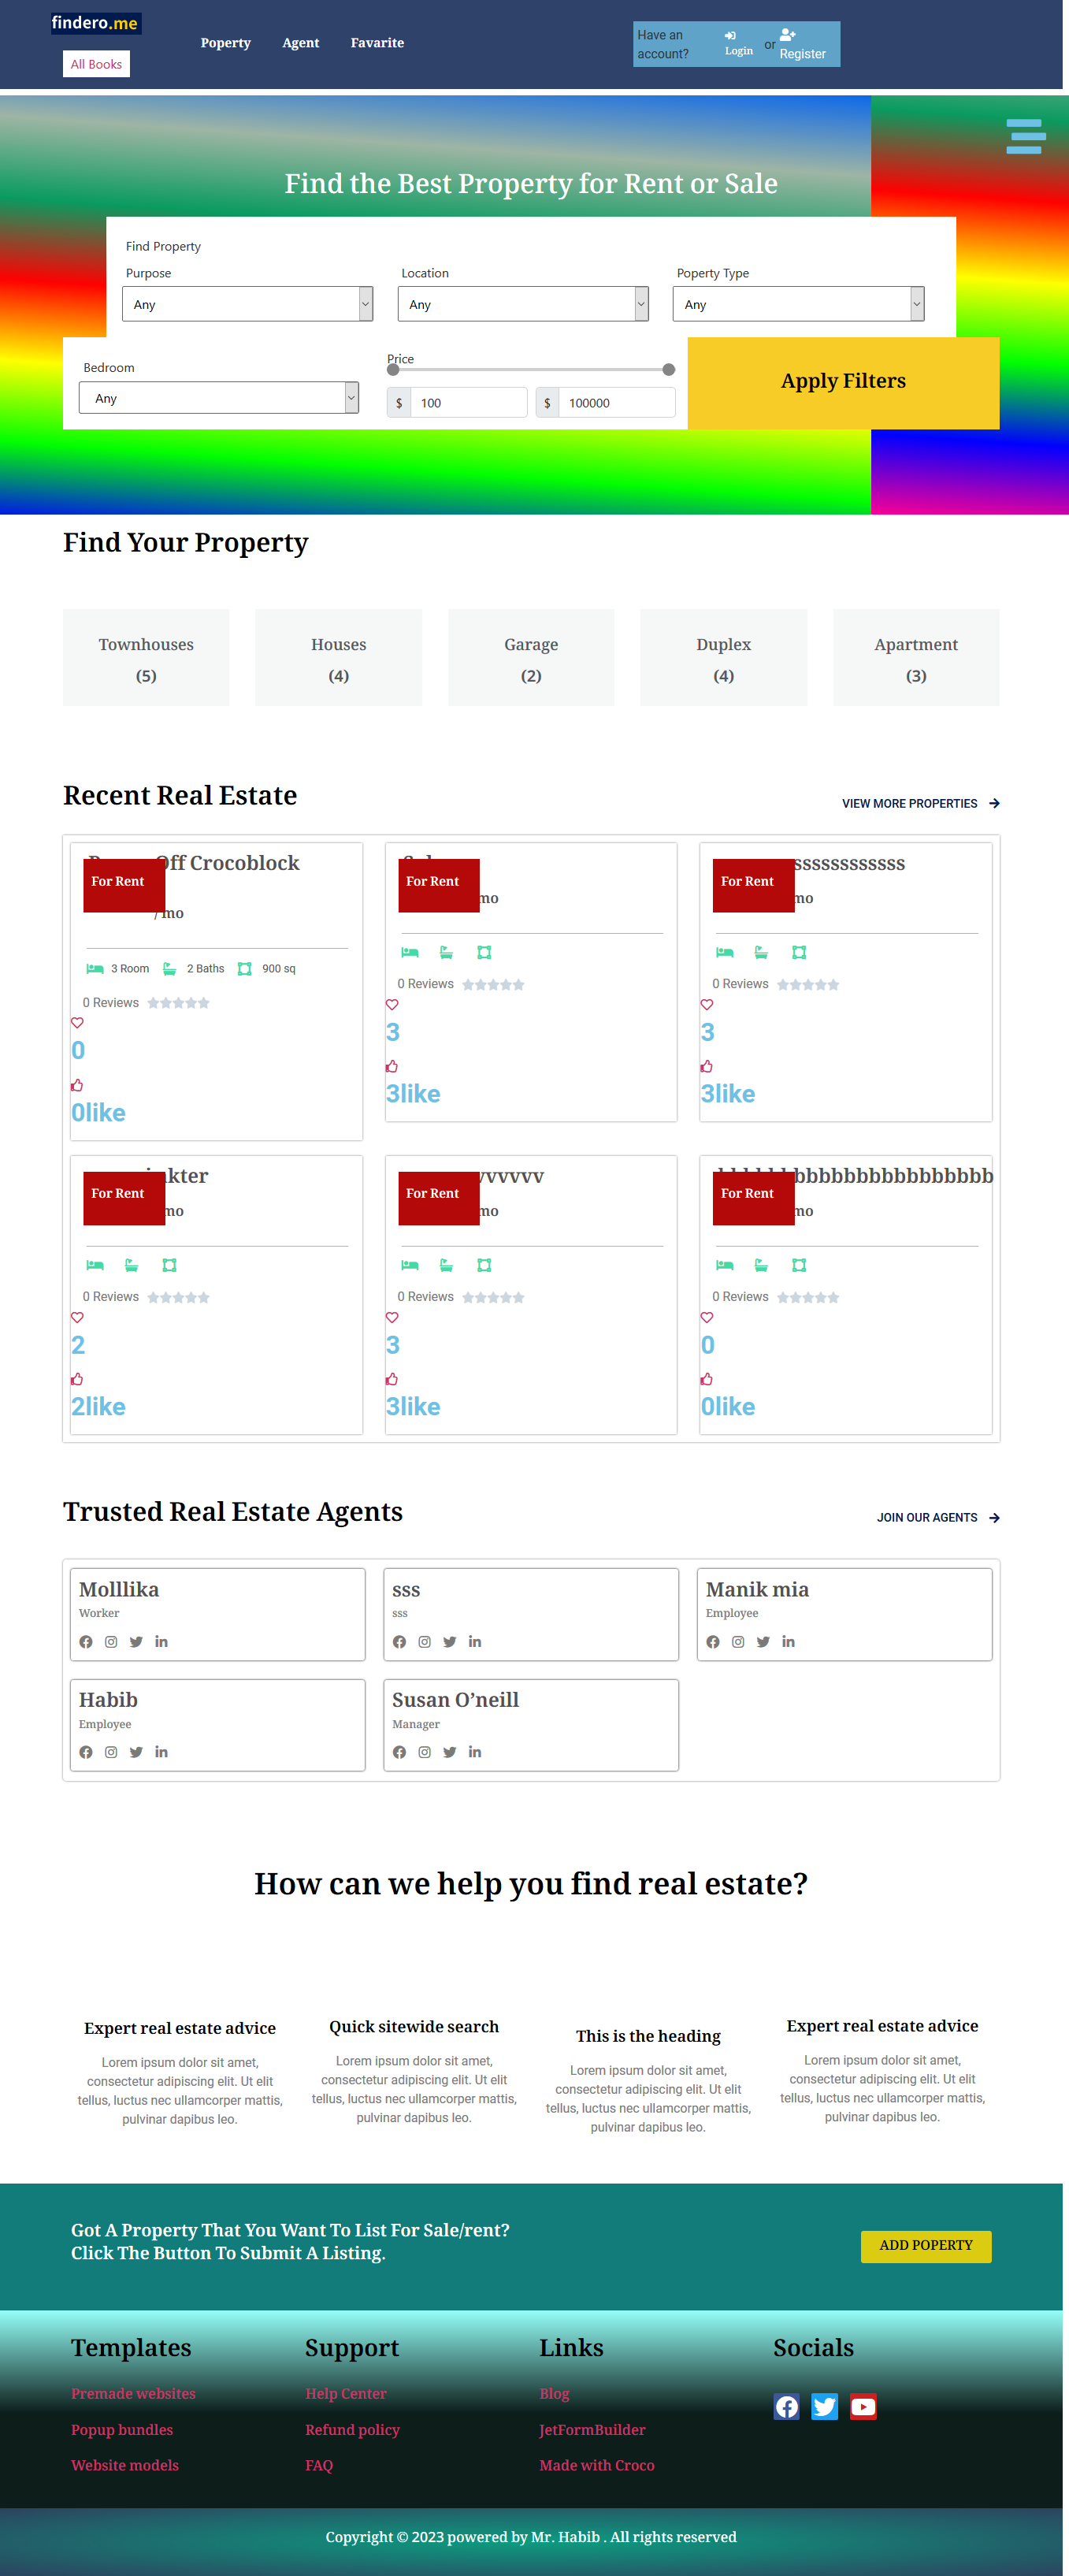 findero.me
All Books
Poperty
Agent
Favarite
Have an account?
Login
or
Register
Find the Best Property for Rent or Sale
Find Property
Purpose
Any
Location
Any
Poperty Type
Any
Bedroom
Any
Price
$ 100
$ 100000
Apply Filters
Find Your Property
Townhouses
(5)
Houses
(4)
Garage
(2)
Duplex
(4)
Apartment
(3)
Recent Real Estate
VIEW MORE PROPERTIES
Off Crocoblock
For Rent
/mo
3 Room
2 Baths
900 sq
0 Reviews
0
0like
For Rent
mo
0 Reviews
3
3like
For Rent
mo
0 Reviews
3
3like
For Rent
mo
0 Reviews
2
2like
For Rent
mo
0 Reviews
3
3like
For Rent
mo
0 Reviews
0
0like
Trusted Real Estate Agents
JOIN OUR AGENTS
Molllika
Worker
sss
sss
Manik mia
Employee
Habib
Employee
Susan O’neill
Manager
How can we help you find real estate?
Expert real estate advice
Lorem ipsum dolor sit amet,
consectetur adipiscing elit. Ut elit
tellus, luctus nec ullamcorper mattis,
pulvinar dapibus leo.
Quick sitewide search
Lorem ipsum dolor sit amet,
consectetur adipiscing elit. Ut elit
tellus, luctus nec ullamcorper mattis,
pulvinar dapibus leo.
This is the heading
Lorem ipsum dolor sit amet,
consectetur adipiscing elit. Ut elit
tellus, luctus nec ullamcorper mattis,
pulvinar dapibus leo.
Expert real estate advice
Lorem ipsum dolor sit amet,
consectetur adipiscing elit. Ut elit
tellus, luctus nec ullamcorper mattis,
pulvinar dapibus leo.
Got A Property That You Want To List For Sale/rent?
Click The Button To Submit A Listing.
ADD POPERTY
Templates
Premade websites
Popup bundles
Website models
Support
Help Center
Refund policy
FAQ
Links
Blog
JetFormBuilder
Made with Croco
Socials
Copyright © 2023 powered by Mr. Habib . All rights reserved